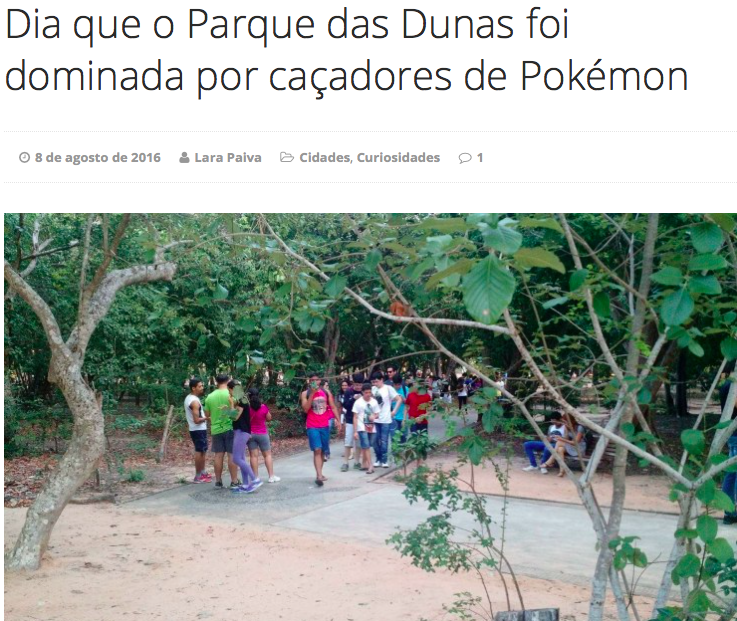 Dia que o Parque das Dunas foi
dominada por caçadores de Pokémon
8 de agosto de 2016 Lara Paiva Cidades, Curiosidades 1